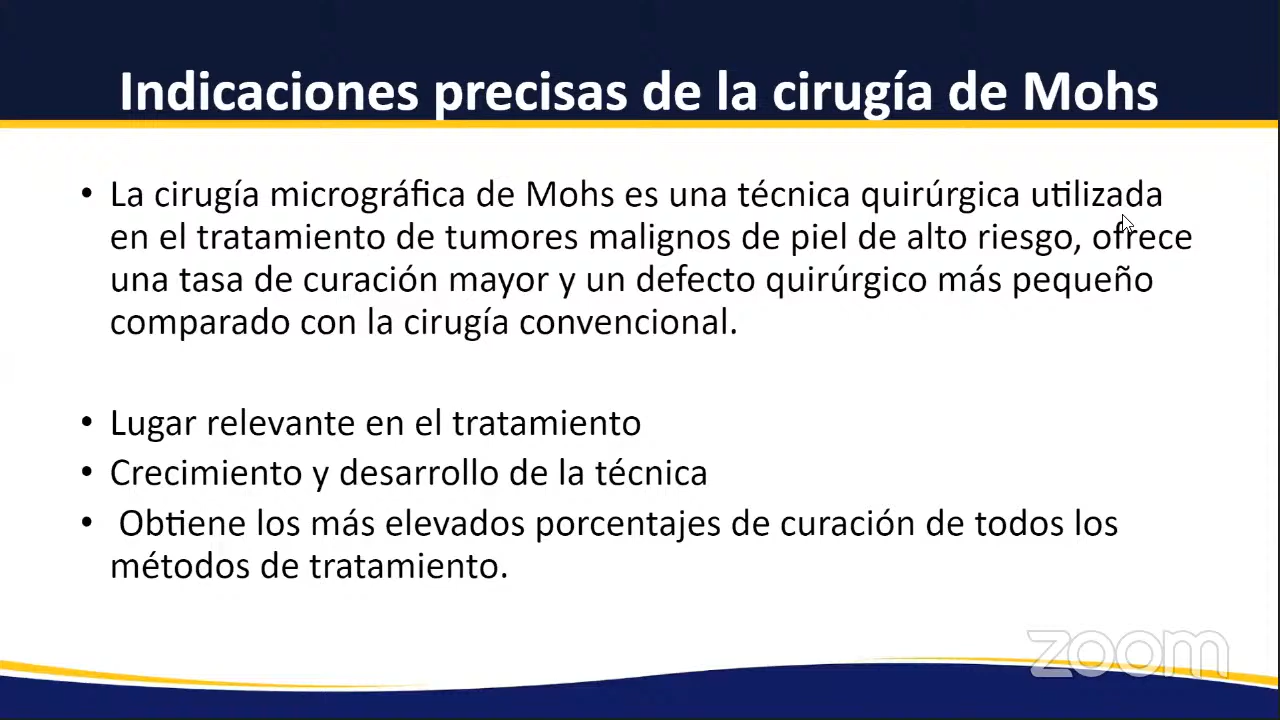 Indicaciones precisas de la cirugía de Mohs
• La cirugía micrográfica de Mohs es una técnica quirúrgica utilizada
en el tratamiento de tumores malignos de piel de alto riesgo, ofrece
una tasa de curación mayor y un defecto quirúrgico más pequeño
comparado con la cirugía convencional.
• Lugar relevante en el tratamiento
• Crecimiento y desarrollo de la técnica
• Obtiene los más elevados porcentajes de curación de todos los
métodos de tratamiento.
zoom